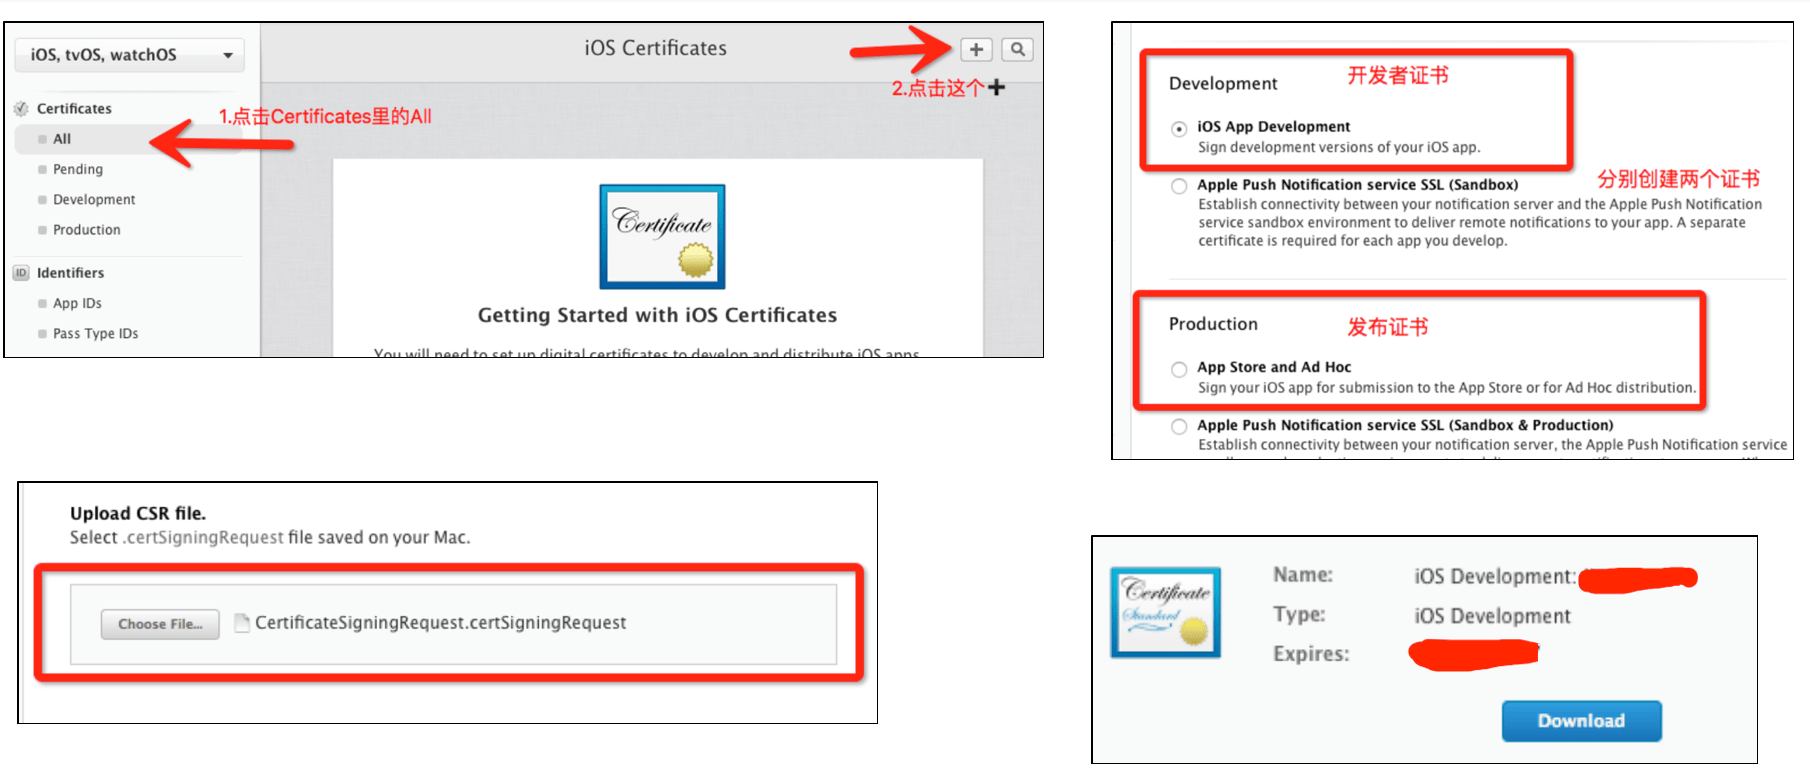 iOS, tvOS, watchOS
iOS Certificates
2.点击这个+
Certificates
1.点击Certificates里的All
All
Pending
Development
Production
ID Identifiers
App IDs
Pass Type IDs
Certificate
Getting Started with iOS Certificates
You will need to set up digital certificates to develop and distribute iOS apps
Development
开发者证书
iOS App Development
Sign development versions of your iOS app.
分别创建两个证书
Apple Push Notification service SSL (Sandbox)
Establish connectivity between your notification server and the Apple Push Notification
service sandbox environment to deliver remote notifications to your app. A separate
certificate is required for each app you develop.
Production
发布证书
App Store and Ad Hoc
Sign your iOS app for submission to the App Store or for Ad Hoc distribution.
Apple Push Notification service SSL (Sandbox & Production)
Establish connectivity between your notification server, the Apple Push Notification service
Upload CSR file.
Select .certSigningRequest file saved on your Mac.
Choose File...
CertificateSigningRequest.certSigningRequest
Certificate
Standard
Name: iOS Development:
Type: iOS Development
Expires:
Download